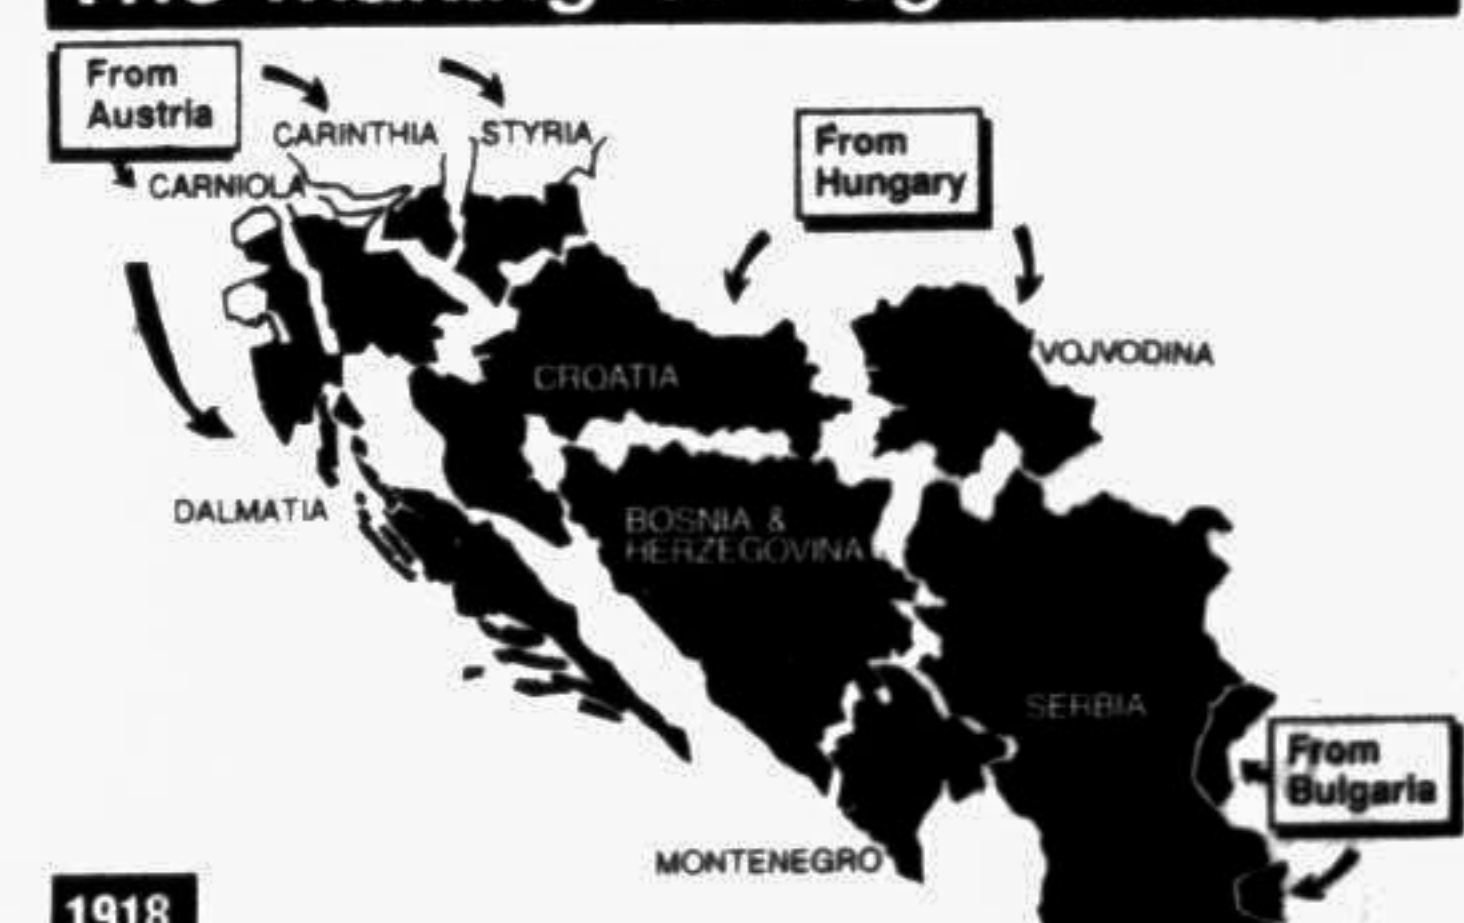 From
Austria
CARINTHIA
STYRIA
CARNIOLA
From
Hungary
VOJVODINA
CROATIA
DALMATIA
BOSNIA &
HERZEGOVINA
SERBIA
From
Bulgaria
MONTENEGRO
1918